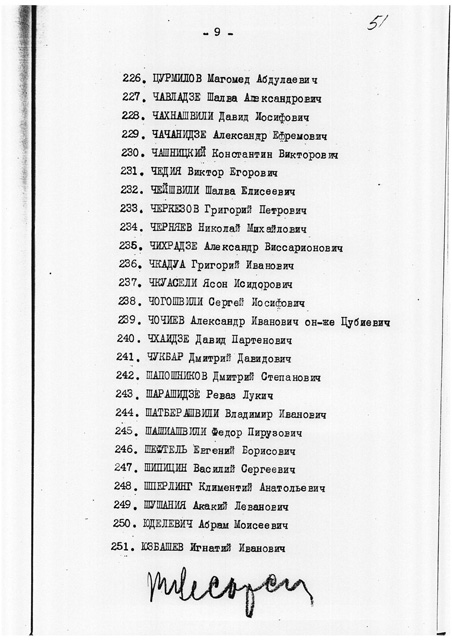 - 9 -
51
226. ЦУРМИЛОВ Магомед Абдулаевич
227. ЧАВЛАДЗЕ Шалва Александрович
228. ЧАХНАШВИЛИ Давид Иосифович
229. ЧАЧАНИДЗЕ Александр Ефремович
230. ЧАШНИЦКИЙ Константин Викторович
231. ЧЕДИЯ Виктор Егорович
232. ЧЕЙШВИЛИ Шалва Елисеевич
233. ЧЕРКЕЗОВ Григорий Петрович
234. ЧЕРНЯЕВ Николай Михайлович
235. ЧИХРАДЗЕ Александр Виссарионович
236. ЧКАДУА Григорий Иванович
237. ЧКУАСЕЛИ Ясон Исидорович
238. ЧОГОШВИЛИ Сергей Иосифович
239. ЧОЧИЕВ Александр Иванович он-же Цубиевич
240. ЧХАИДЗЕ Давид Партенович
241. ЧУКБАР Дмитрий Давидович
242. ШАПОШНИКОВ Дмитрий Степанович
243. ШАРАШИДЗЕ Реваз Лукич
244. ШАТБЕРАШВИЛИ Владимир Иванович
245. ШАШИАШВИЛИ Федор Пирузович
246. ШЕФТЕЛЬ Евгений Борисович
247. ШИПИЦИН Василий Сергеевич
248. ШПЕРЛИНГ Климентий Анатольевич
249. ШУШАНИЯ Акакий Леванович
250. ЮДЕЛЕВИЧ Абрам Моисеевич
251. ЮЗБАШЕВ Игнатий Иванович